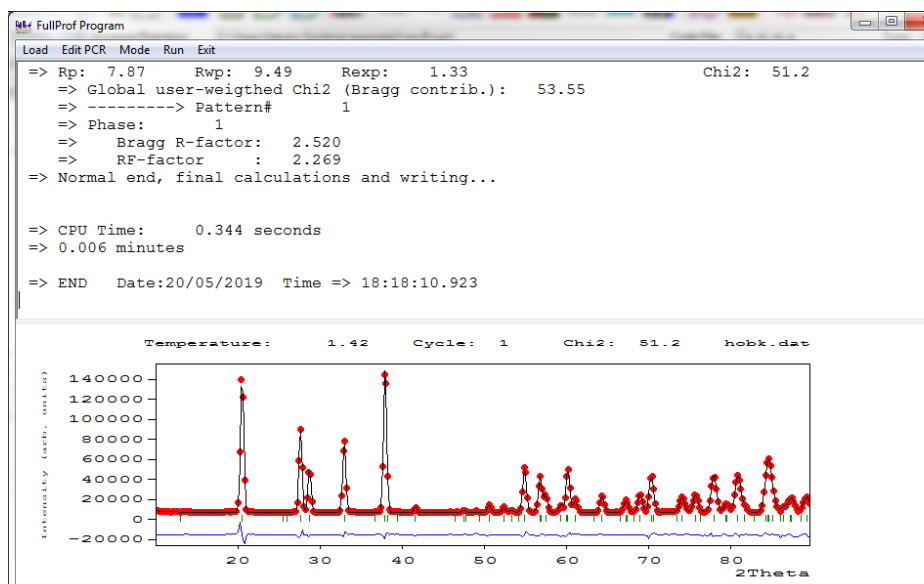 FullProf Program
Load Edit PCR Mode Run Exit
=> Rp: 7.87 Rwp: 9.49 Rexp: 1.33 Chi2: 51.2
=> Global user-weigthed Chi2 (Bragg contrib.): 53.55
=> ---------> Pattern# 1
=> Phase: 1
=> Bragg R-factor: 2.520
=> RF-factor : 2.269
=> Normal end, final calculations and writing...
=> CPU Time: 0.344 seconds
=> 0.006 minutes
=> END Date:20/05/2019 Time => 18:18:10.923
Temperature: 1.42 Cycle: 1 Chi2: 51.2 hobk.dat
Intensity (arb. units)
140000
120000
100000
80000
60000
40000
20000
0
-20000
20 30 40 50 60 70 80
2Theta